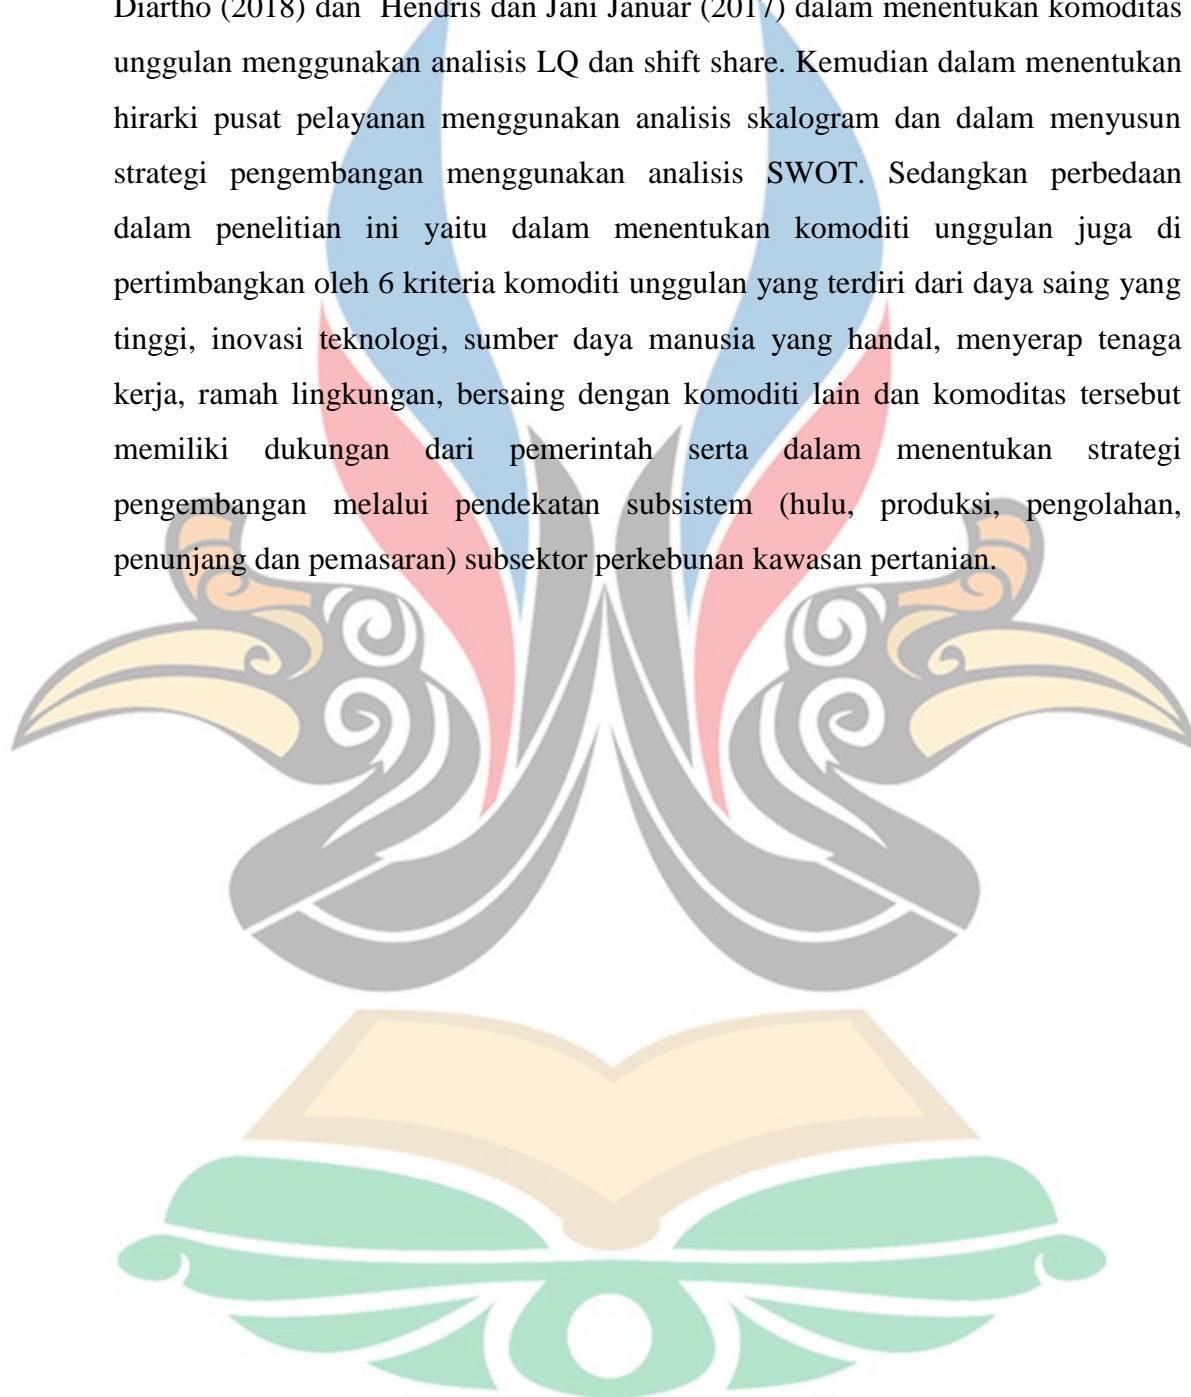 Diartho (2018) dan Hendris dan Jani Januar (2017) dalam menentukan komoditas
unggulan menggunakan analisis LQ dan shift share. Kemudian dalam menentukan
hirarki pusat pelayanan menggunakan analisis skalogram dan dalam menyusun
strategi pengembangan menggunakan analisis SWOT. Sedangkan perbedaan
dalam penelitian ini yaitu dalam menentukan komoditi unggulan juga di
pertimbangkan oleh 6 kriteria komoditi unggulan yang terdiri dari daya saing yang
tinggi, inovasi teknologi, sumber daya manusia yang handal, menyerap tenaga
kerja, ramah lingkungan, bersaing dengan komoditi lain dan komoditas tersebut
memiliki dukungan dari pemerintah serta dalam menentukan strategi
pengembangan melalui pendekatan subsistem (hulu, produksi, pengolahan,
penunjang dan pemasaran) subsektor perkebunan kawasan pertanian.